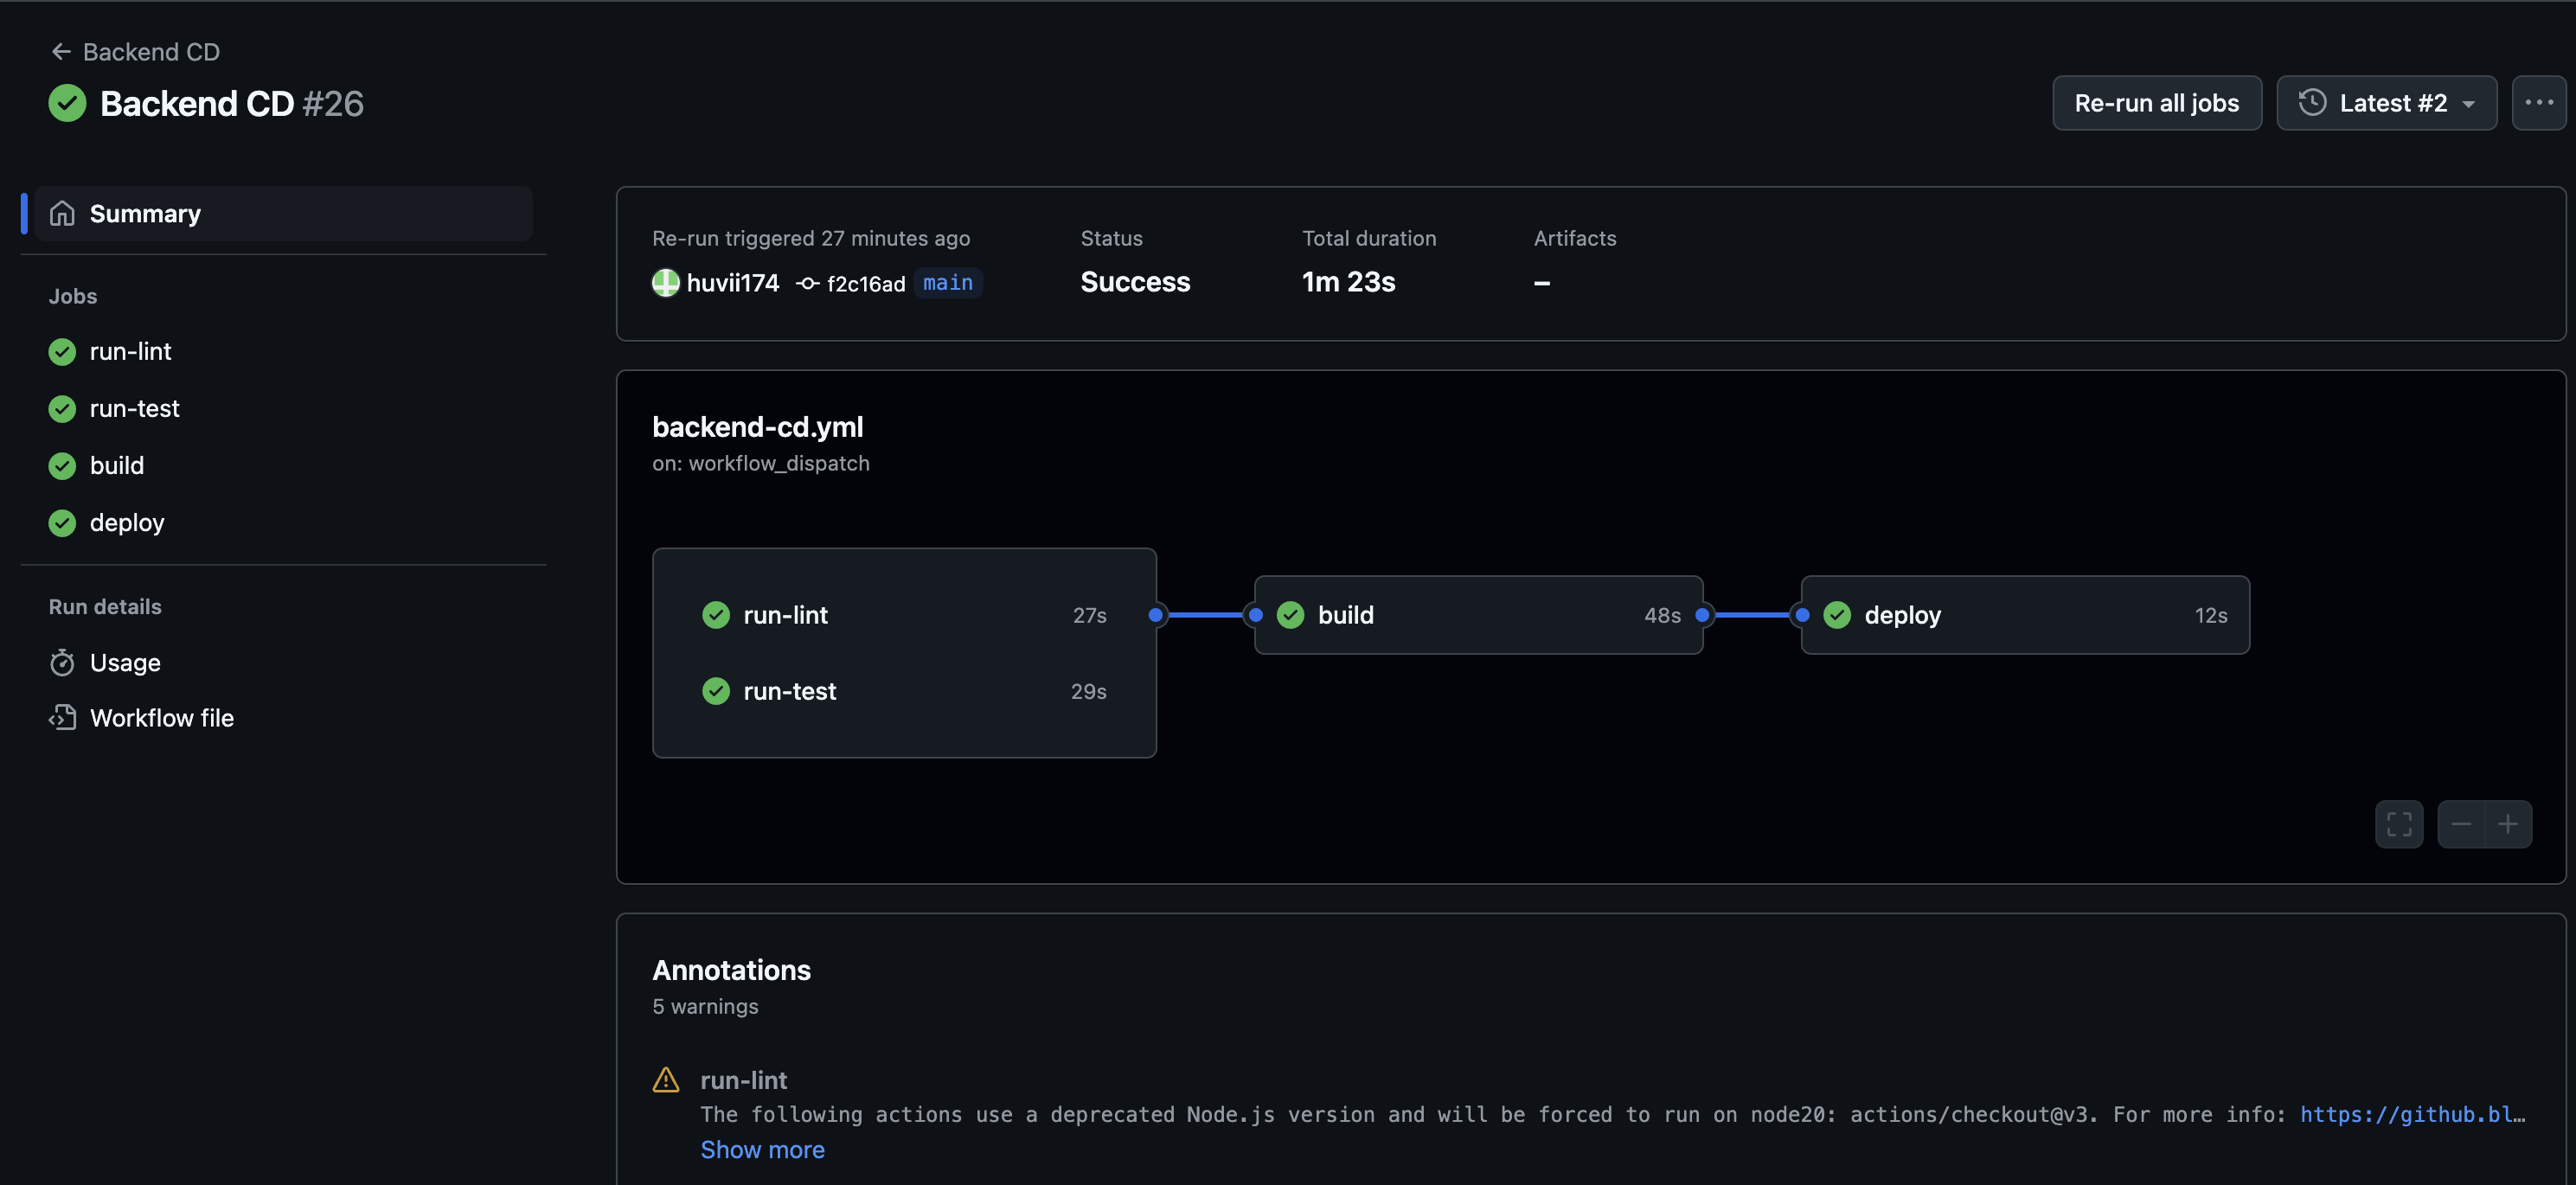 Backend CD
Backend CD #26
Re-run all jobs
Latest #2
Summary
Jobs
run-lint
run-test
build
deploy
Run details
Usage
Workflow file
Re-run triggered 27 minutes ago
huvii174 f2c16ad main
Status
Success
Total duration
1m 23s
Artifacts
–
backend-cd.yml
on: workflow_dispatch
run-lint 27s
run-test 29s
build 48s
deploy 12s
Annotations
5 warnings
run-lint
The following actions use a deprecated Node.js version and will be forced to run on node20: actions/checkout@v3. For more info: https://github.bl…
Show more